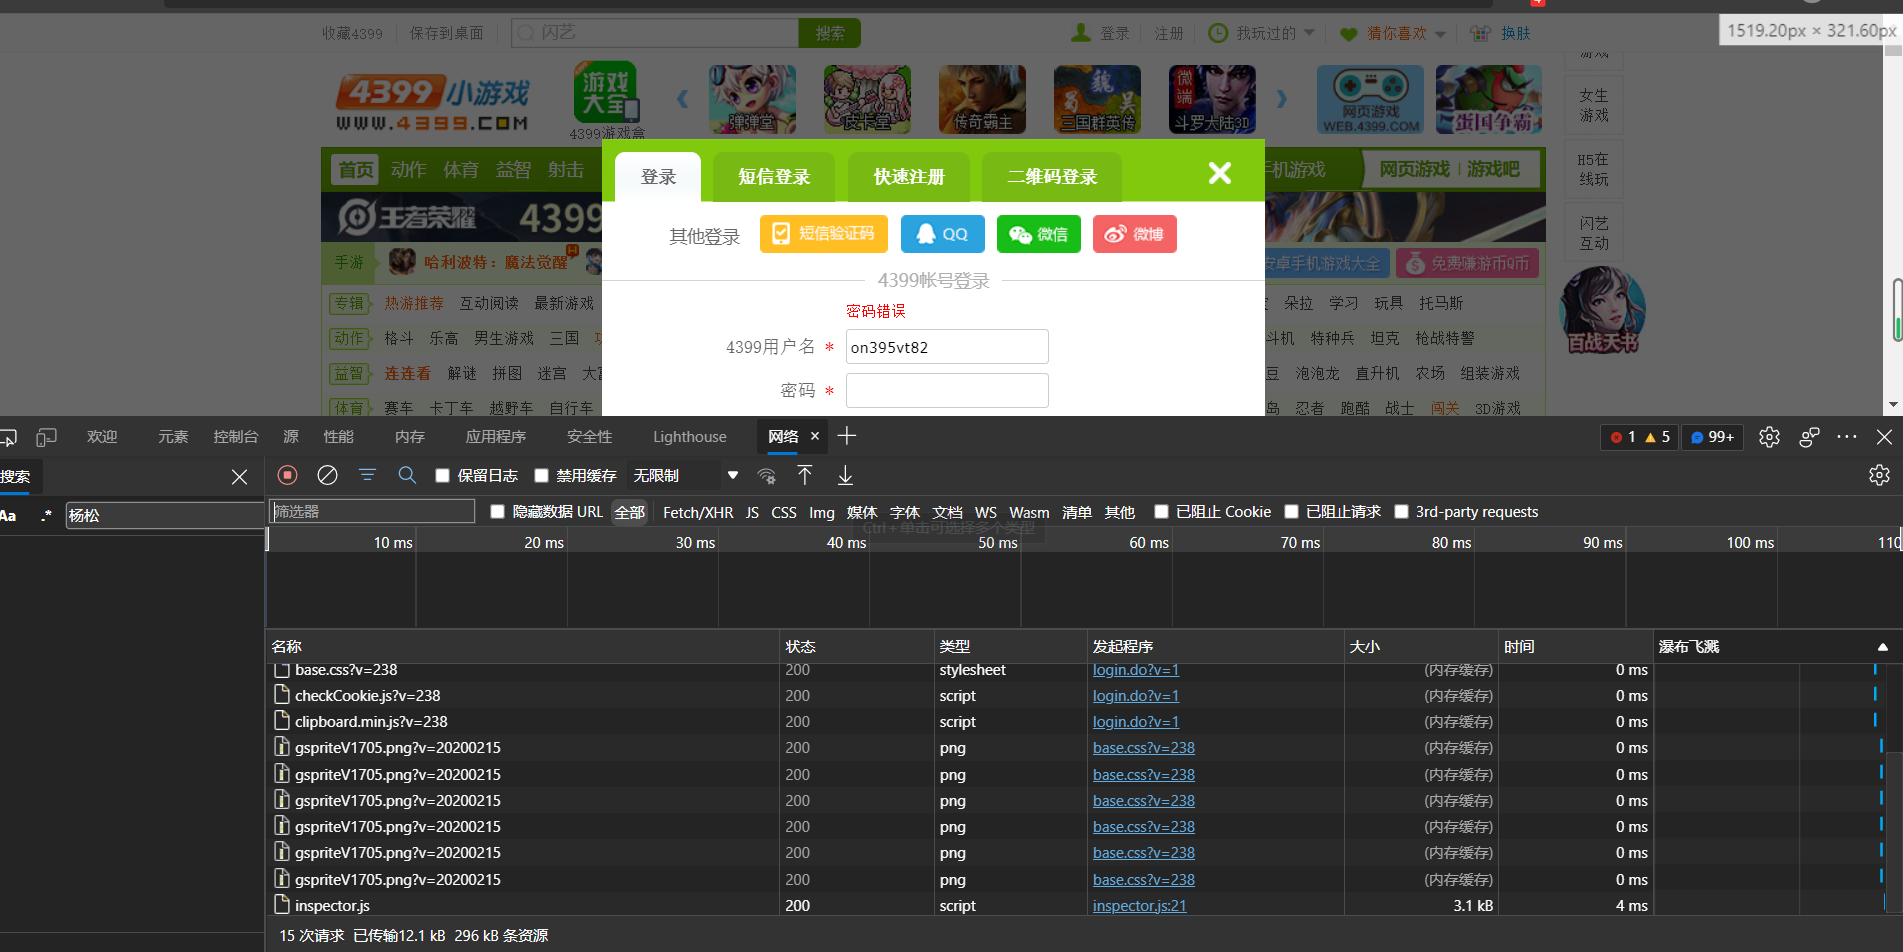 收藏4399 保存到桌面 闪艺 搜索 登录 注册 我玩过的 猜你喜欢 换肤
1519.20px × 321.60px
游戏
4399小游戏
www.4399.com
游戏大全
4399游戏盒
弹弹堂 皮卡堂 传奇霸主 三国群英传 微端 斗罗大陆3D
网页游戏
WEB.4399.COM
蛋国争霸
女生
游戏
H5在
线玩
闪艺
互动
百战天书
首页 动作 体育 益智 射击 手机游戏 网页游戏 游戏吧
王者荣耀 4399
登录 短信登录 快速注册 二维码登录
其他登录 短信验证码 QQ 微信 微博
4399帐号登录
密码错误
4399用户名 * on395vt82
密码 *
手游 哈利波特：魔法觉醒 H 安卓手机游戏大全 免费赚游币Q币
专辑 热游推荐 互动阅读 最新游戏 朵拉 学习 玩具 托马斯
动作 格斗 乐高 男生游戏 三国 斗机 特种兵 坦克 枪战特警
益智 连连看 解谜 拼图 迷宫 大富 豆 泡泡龙 直升机 农场 组装游戏
体育 赛车 卡丁车 越野车 自行车 岛 忍者 跑酷 战士 闯关 3D游戏
欢迎 元素 控制台 源 性能 内存 应用程序 安全性 Lighthouse 网络 × 1 5 99+
搜索 保留日志 禁用缓存 无限制
Aa .* 杨松
筛选器 隐藏数据 URL 全部 Fetch/XHR JS CSS Img 媒体 字体 文档 WS Wasm 清单 其他 已阻止 Cookie 已阻止请求 3rd-party requests
Ctrl + 单击可选择多个类型
10 ms 20 ms 30 ms 40 ms 50 ms 60 ms 70 ms 80 ms 90 ms 100 ms 110
名称 状态 类型 发起程序 大小 时间 瀑布飞溅
base.css?v=238 200 stylesheet login.do?v=1 (内存缓存) 0 ms
checkCookie.js?v=238 200 script login.do?v=1 (内存缓存) 0 ms
clipboard.min.js?v=238 200 script login.do?v=1 (内存缓存) 0 ms
gspriteV1705.png?v=20200215 200 png base.css?v=238 (内存缓存) 0 ms
gspriteV1705.png?v=20200215 200 png base.css?v=238 (内存缓存) 0 ms
gspriteV1705.png?v=20200215 200 png base.css?v=238 (内存缓存) 0 ms
gspriteV1705.png?v=20200215 200 png base.css?v=238 (内存缓存) 0 ms
gspriteV1705.png?v=20200215 200 png base.css?v=238 (内存缓存) 0 ms
gspriteV1705.png?v=20200215 200 png base.css?v=238 (内存缓存) 0 ms
inspector.js 200 script inspector.js:21 3.1 kB 4 ms
15 次请求 已传输12.1 kB 296 kB 条资源